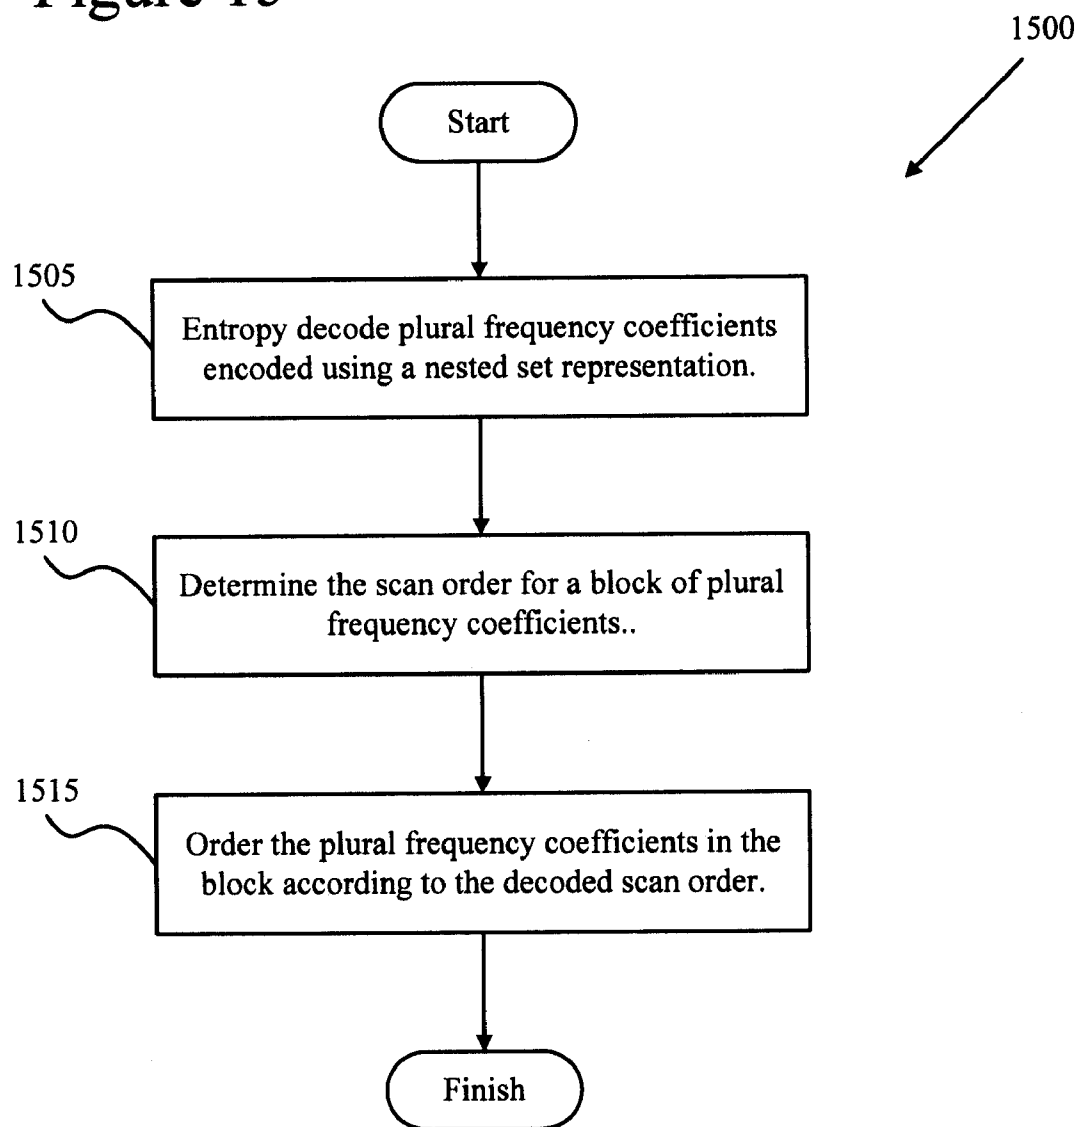 Figure 15
1500
Start
1505
Entropy decode plural frequency coefficients
encoded using a nested set representation.
1510
Determine the scan order for a block of plural
frequency coefficients..
1515
Order the plural frequency coefficients in the
block according to the decoded scan order.
Finish